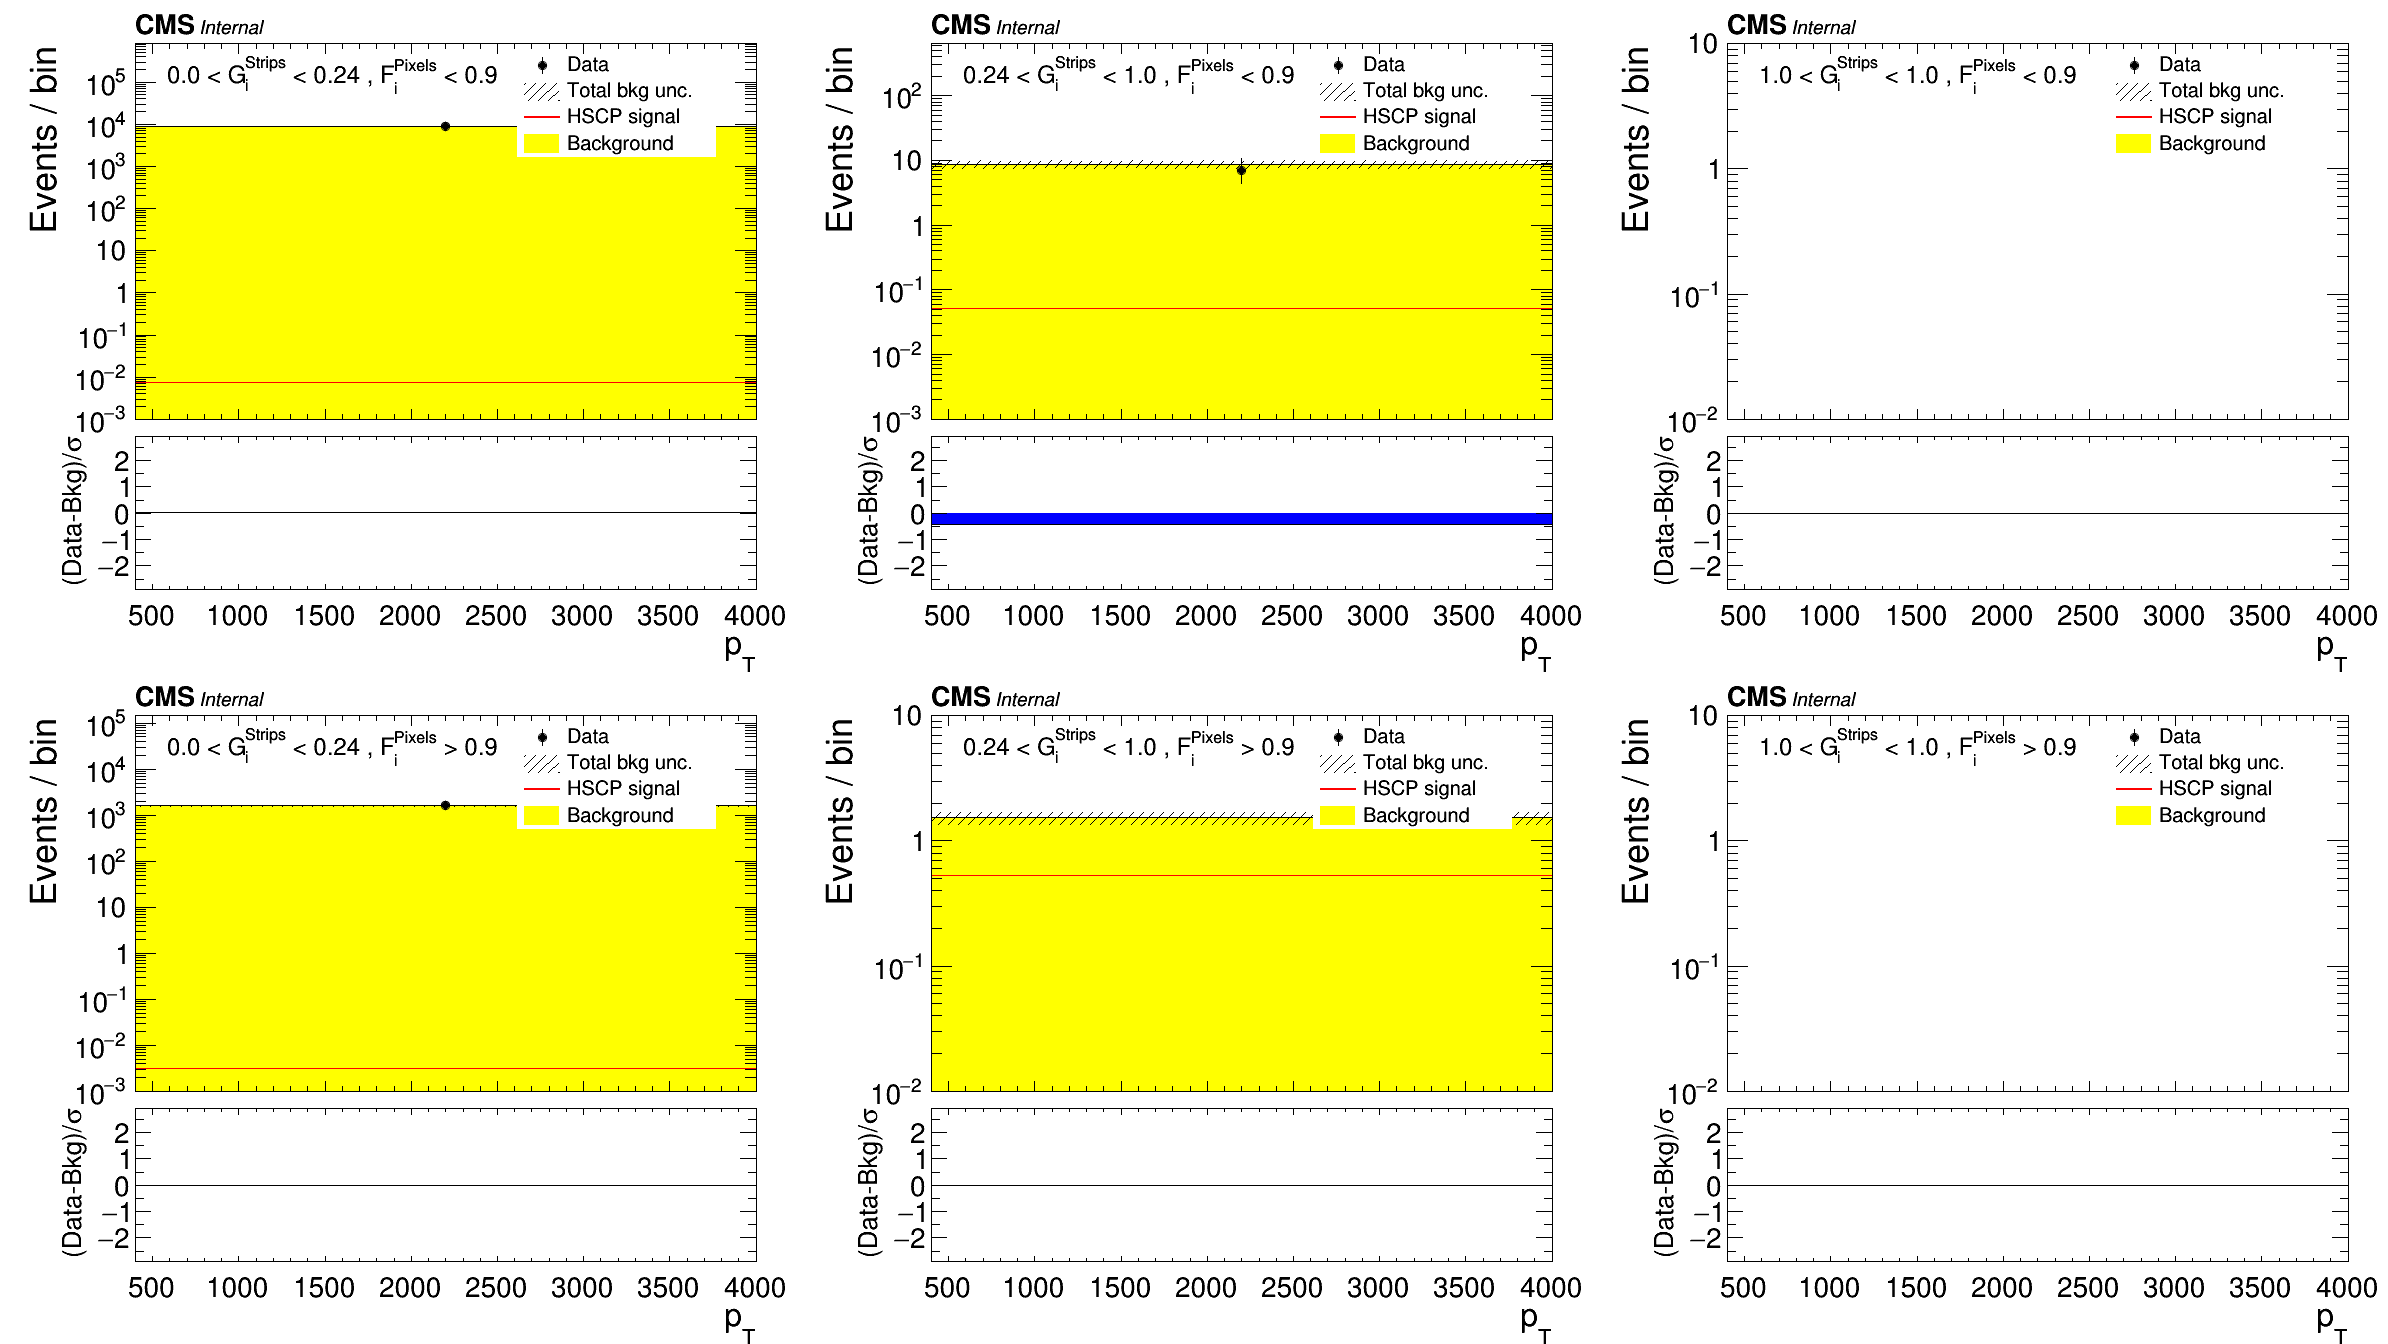 CMS Internal
0.0 < G_i^Strips < 0.24 , F_i^Pixels < 0.9
Data
Total bkg unc.
HSCP signal
Background
Events / bin
10^5
10^4
10^3
10^2
10
1
10^−1
10^−2
10^−3
(Data-Bkg)/σ
2
1
0
−1
−2
500 1000 1500 2000 2500 3000 3500 4000
p_T
CMS Internal
0.24 < G_i^Strips < 1.0 , F_i^Pixels < 0.9
Data
Total bkg unc.
HSCP signal
Background
Events / bin
10^2
10
1
10^−1
10^−2
10^−3
(Data-Bkg)/σ
2
1
0
−1
−2
500 1000 1500 2000 2500 3000 3500 4000
p_T
CMS Internal
1.0 < G_i^Strips < 1.0 , F_i^Pixels < 0.9
Data
Total bkg unc.
HSCP signal
Background
Events / bin
10
1
10^−1
10^−2
(Data-Bkg)/σ
2
1
0
−1
−2
500 1000 1500 2000 2500 3000 3500 4000
p_T
CMS Internal
0.0 < G_i^Strips < 0.24 , F_i^Pixels > 0.9
Data
Total bkg unc.
HSCP signal
Background
Events / bin
10^5
10^4
10^3
10^2
10
1
10^−1
10^−2
10^−3
(Data-Bkg)/σ
2
1
0
−1
−2
500 1000 1500 2000 2500 3000 3500 4000
p_T
CMS Internal
0.24 < G_i^Strips < 1.0 , F_i^Pixels > 0.9
Data
Total bkg unc.
HSCP signal
Background
Events / bin
10
1
10^−1
10^−2
(Data-Bkg)/σ
2
1
0
−1
−2
500 1000 1500 2000 2500 3000 3500 4000
p_T
CMS Internal
1.0 < G_i^Strips < 1.0 , F_i^Pixels > 0.9
Data
Total bkg unc.
HSCP signal
Background
Events / bin
10
1
10^−1
10^−2
(Data-Bkg)/σ
2
1
0
−1
−2
500 1000 1500 2000 2500 3000 3500 4000
p_T